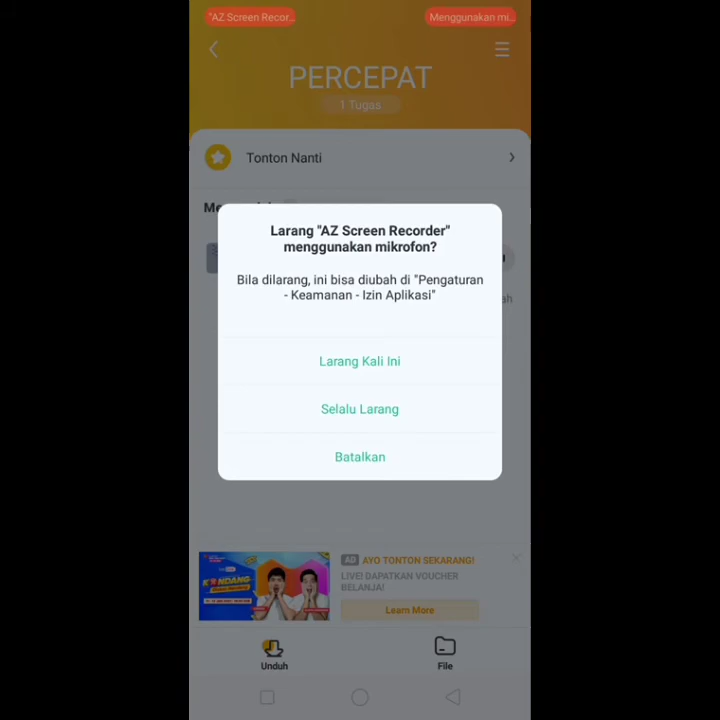 "AZ Screen Recor...
Menggunakan mi...
PERCEPAT
1 Tugas
Tonton Nanti
Larang "AZ Screen Recorder"
menggunakan mikrofon?
Bila dilarang, ini bisa diubah di "Pengaturan
- Keamanan - Izin Aplikasi"
Larang Kali Ini
Selalu Larang
Batalkan
AD AYO TONTON SEKARANG!
LIVE! DAPATKAN VOUCHER
BELANJA!
Learn More
Unduh
File